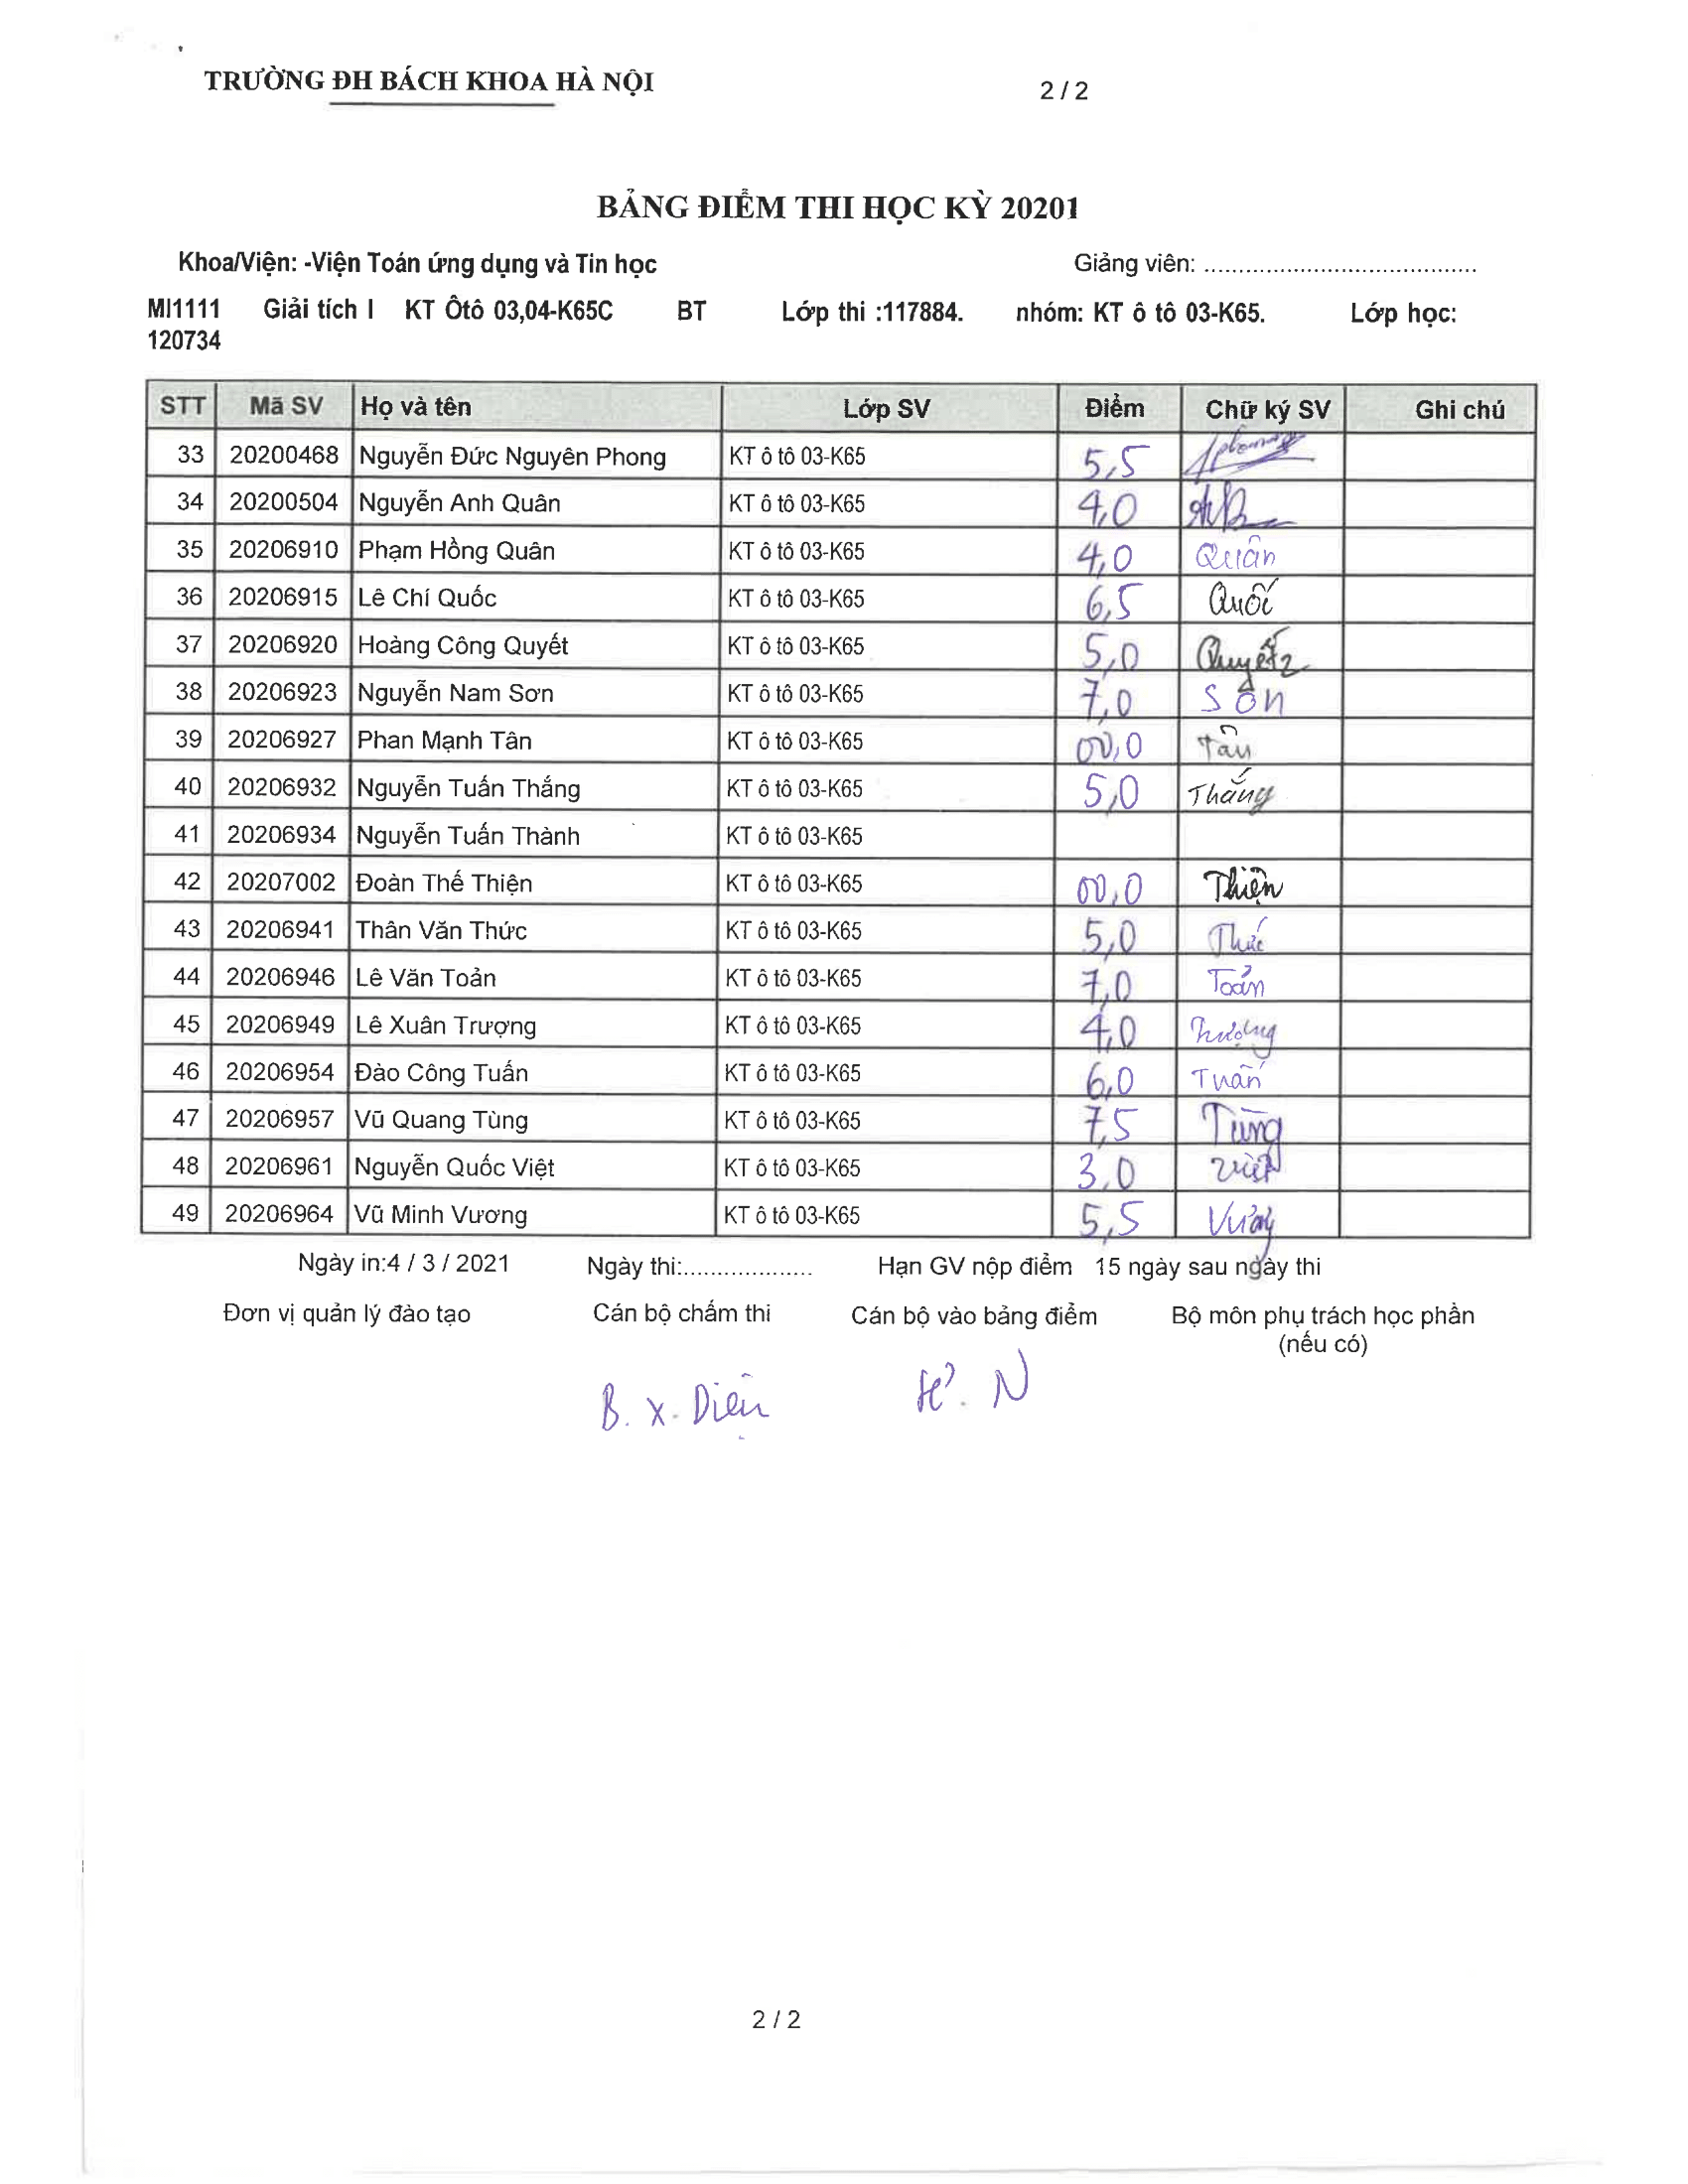 TRƯỜNG ĐH BÁCH KHOA HÀ NỘI 2 / 2
BẢNG ĐIỂM THI HỌC KỲ 20201
Khoa/Viện: -Viện Toán ứng dụng và Tin học Giảng viên: ........................................
MI1111 Giải tích I KT Ôtô 03,04-K65C BT Lớp thi :117884. nhóm: KT ô tô 03-K65. Lớp học:
120734
STT Mã SV Họ và tên Lớp SV Điểm Chữ ký SV Ghi chú
33 20200468 Nguyễn Đức Nguyên Phong KT ô tô 03-K65 5,5 phong
34 20200504 Nguyễn Anh Quân KT ô tô 03-K65 4,0
35 20206910 Phạm Hồng Quân KT ô tô 03-K65 4,0 Quân
36 20206915 Lê Chí Quốc KT ô tô 03-K65 6,5 Quốc
37 20206920 Hoàng Công Quyết KT ô tô 03-K65 5,0 Quyết
38 20206923 Nguyễn Nam Sơn KT ô tô 03-K65 7,0 Sơn
39 20206927 Phan Mạnh Tân KT ô tô 03-K65 00,0 Tân
40 20206932 Nguyễn Tuấn Thắng KT ô tô 03-K65 5,0 Thắng
41 20206934 Nguyễn Tuấn Thành KT ô tô 03-K65
42 20207002 Đoàn Thế Thiện KT ô tô 03-K65 00,0 Thiện
43 20206941 Thân Văn Thức KT ô tô 03-K65 5,0 Thức
44 20206946 Lê Văn Toản KT ô tô 03-K65 7,0 Toản
45 20206949 Lê Xuân Trượng KT ô tô 03-K65 4,0 Trượng
46 20206954 Đào Công Tuấn KT ô tô 03-K65 6,0 Tuấn
47 20206957 Vũ Quang Tùng KT ô tô 03-K65 7,5 Tùng
48 20206961 Nguyễn Quốc Việt KT ô tô 03-K65 3,0 Việt
49 20206964 Vũ Minh Vương KT ô tô 03-K65 5,5 Vương
Ngày in:4 / 3 / 2021 Ngày thi:................... Hạn GV nộp điểm 15 ngày sau ngày thi
Đơn vị quản lý đào tạo Cán bộ chấm thi Cán bộ vào bảng điểm Bộ môn phụ trách học phần
(nếu có)
B. X. Diệu N
2 / 2